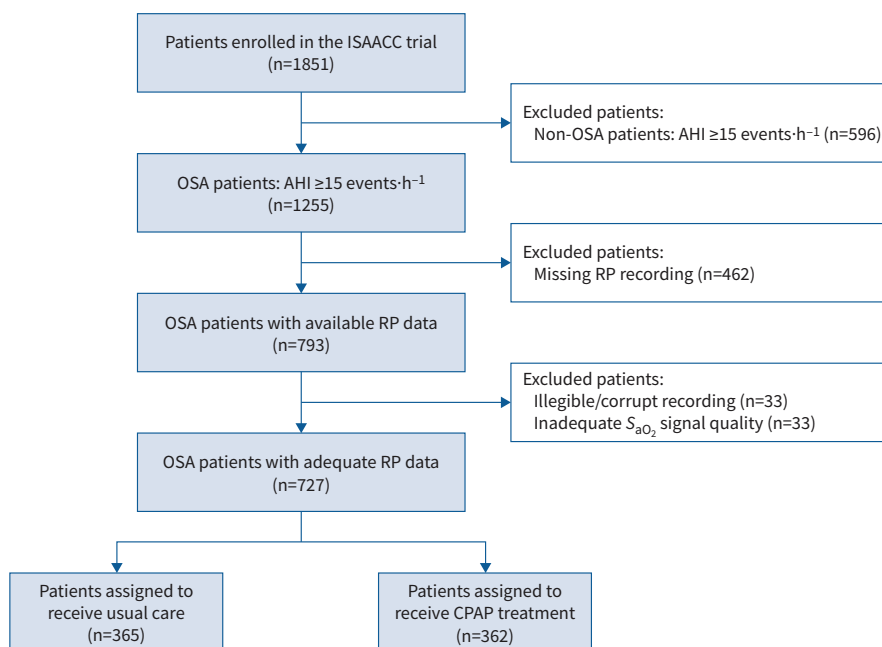 Patients enrolled in the ISAACC trial
(n=1851)
Excluded patients:
Non-OSA patients: AHI ≥15 events·h⁻¹ (n=596)
OSA patients: AHI ≥15 events·h⁻¹
(n=1255)
Excluded patients:
Missing RP recording (n=462)
OSA patients with available RP data
(n=793)
Excluded patients:
Illegible/corrupt recording (n=33)
Inadequate SaO₂ signal quality (n=33)
OSA patients with adequate RP data
(n=727)
Patients assigned to
receive usual care
(n=365)
Patients assigned to
receive CPAP treatment
(n=362)